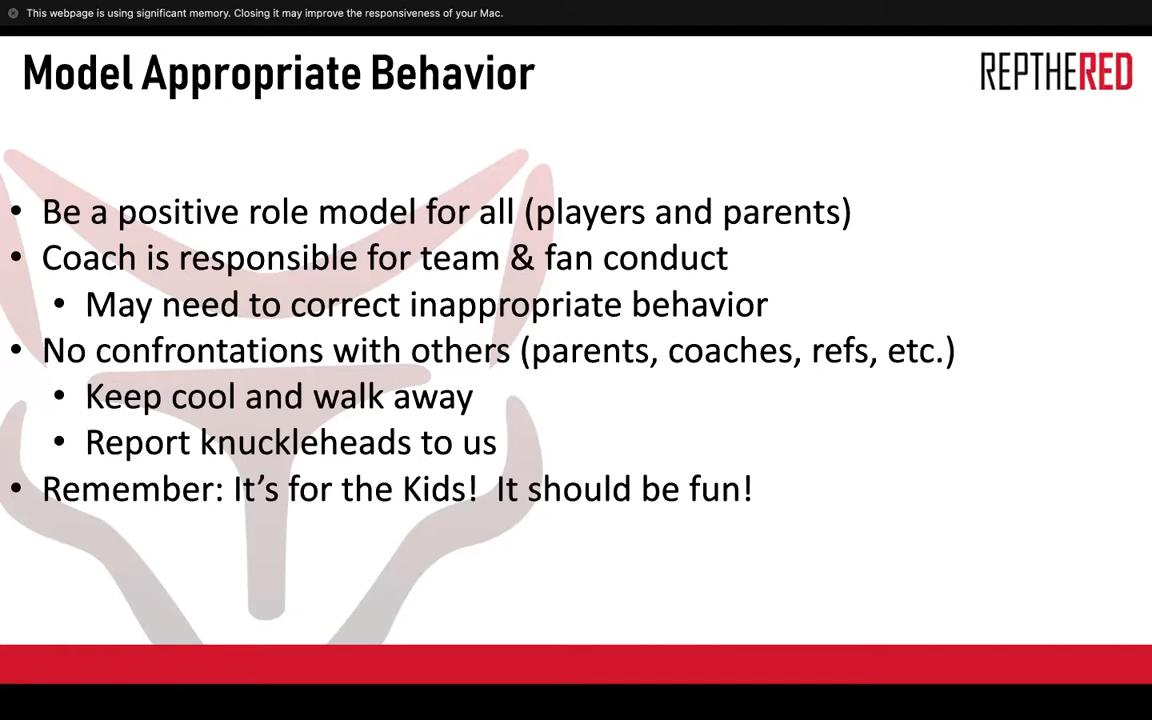 This webpage is using significant memory. Closing it may improve the responsiveness of your Mac.
Model Appropriate Behavior
REPTHERED
• Be a positive role model for all (players and parents)
• Coach is responsible for team & fan conduct
• May need to correct inappropriate behavior
• No confrontations with others (parents, coaches, refs, etc.)
• Keep cool and walk away
• Report knuckleheads to us
• Remember: It’s for the Kids!  It should be fun!